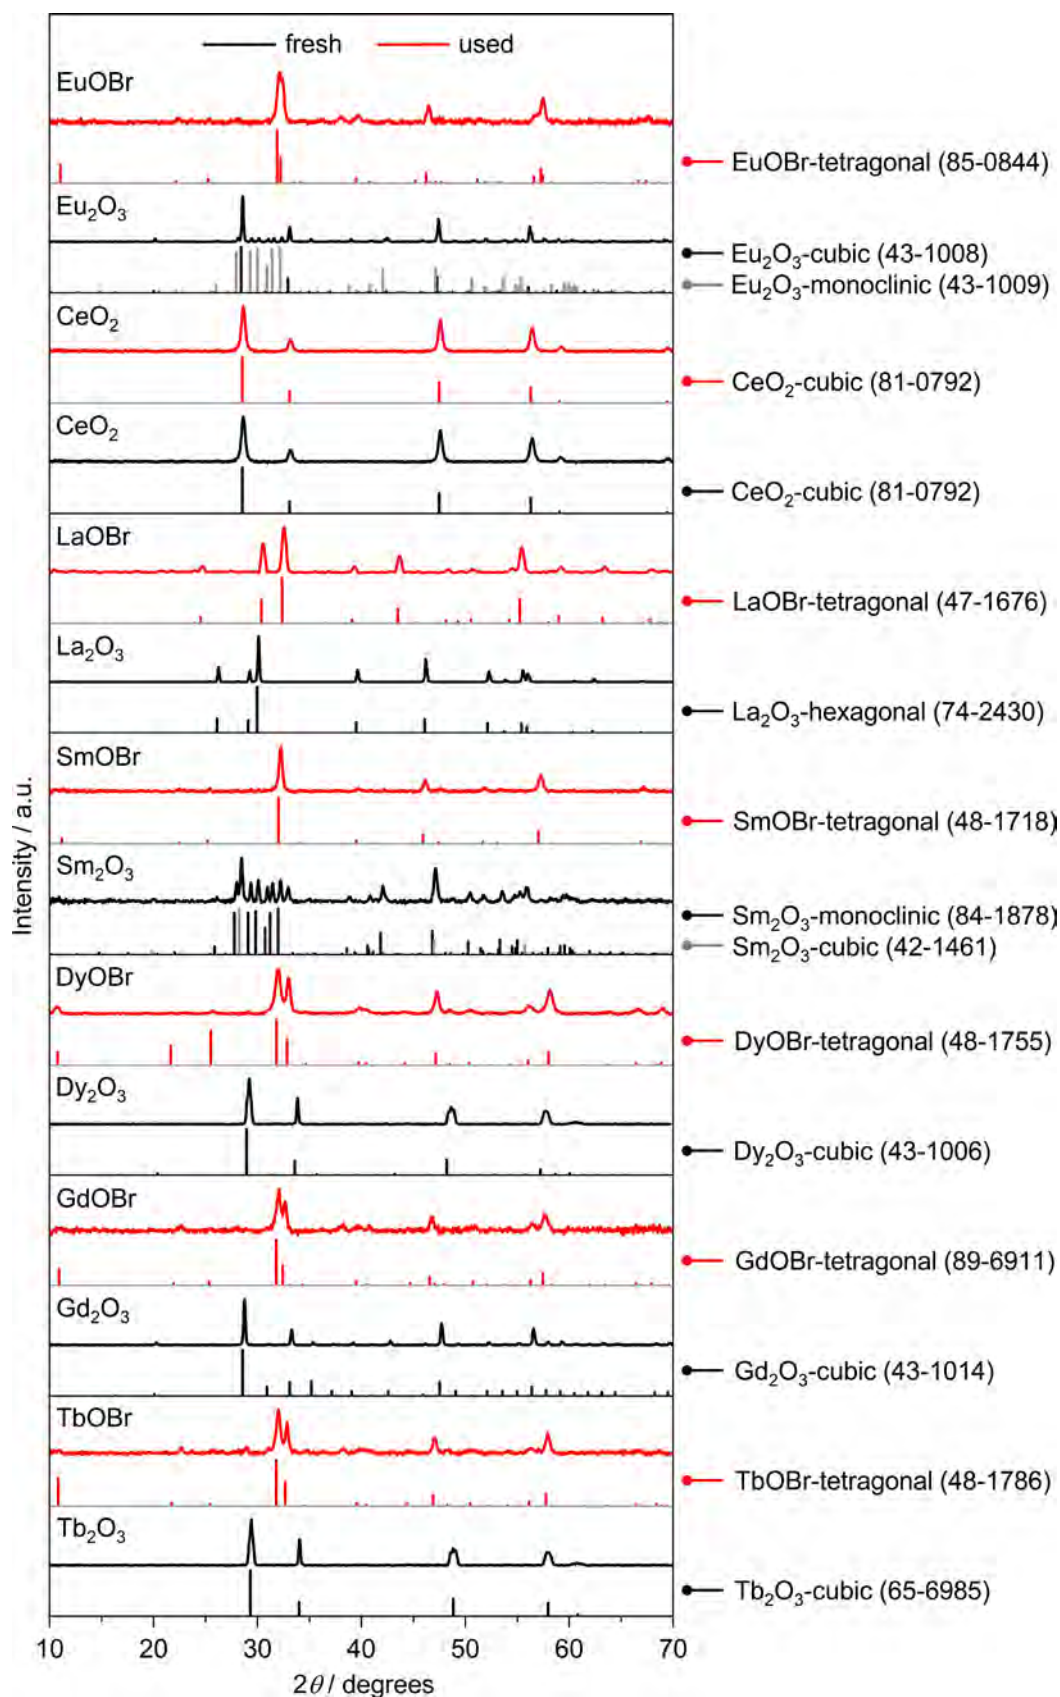 fresh used
EuOBr
EuOBr-tetragonal (85-0844)
Eu₂O₃
Eu₂O₃-cubic (43-1008)
Eu₂O₃-monoclinic (43-1009)
CeO₂
CeO₂-cubic (81-0792)
CeO₂
CeO₂-cubic (81-0792)
LaOBr
LaOBr-tetragonal (47-1676)
La₂O₃
La₂O₃-hexagonal (74-2430)
SmOBr
SmOBr-tetragonal (48-1718)
Sm₂O₃
Sm₂O₃-monoclinic (84-1878)
Sm₂O₃-cubic (42-1461)
DyOBr
DyOBr-tetragonal (48-1755)
Dy₂O₃
Dy₂O₃-cubic (43-1006)
GdOBr
GdOBr-tetragonal (89-6911)
Gd₂O₃
Gd₂O₃-cubic (43-1014)
TbOBr
TbOBr-tetragonal (48-1786)
Tb₂O₃
Tb₂O₃-cubic (65-6985)
Intensity / a.u.
10 20 30 40 50 60 70
2θ / degrees